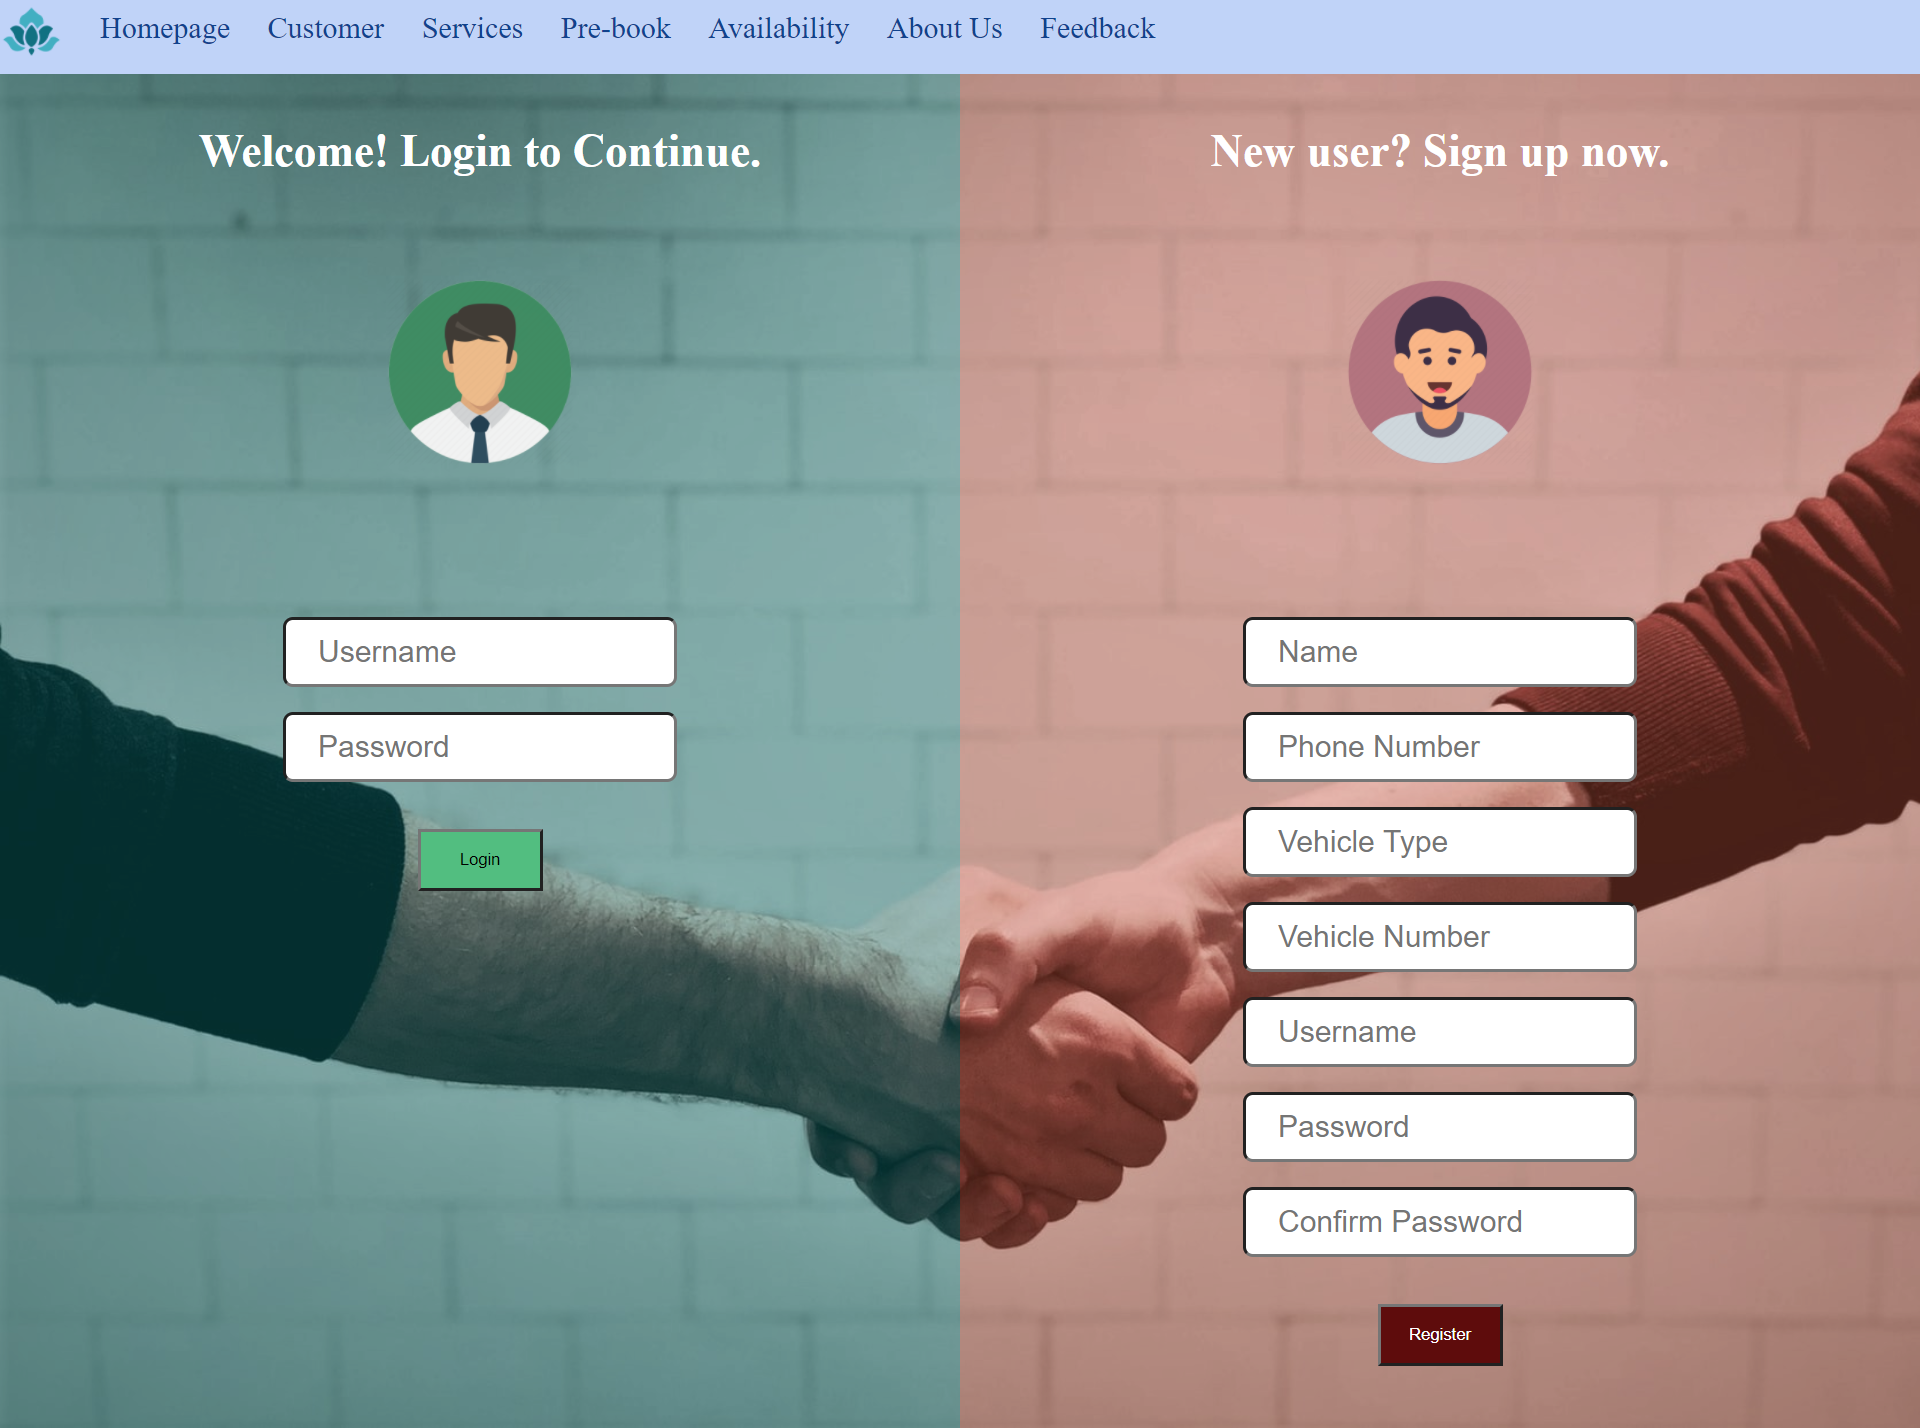 Homepage Customer Services Pre-book Availability About Us Feedback
Welcome! Login to Continue.
Username
Password
Login
New user? Sign up now.
Name
Phone Number
Vehicle Type
Vehicle Number
Username
Password
Confirm Password
Register